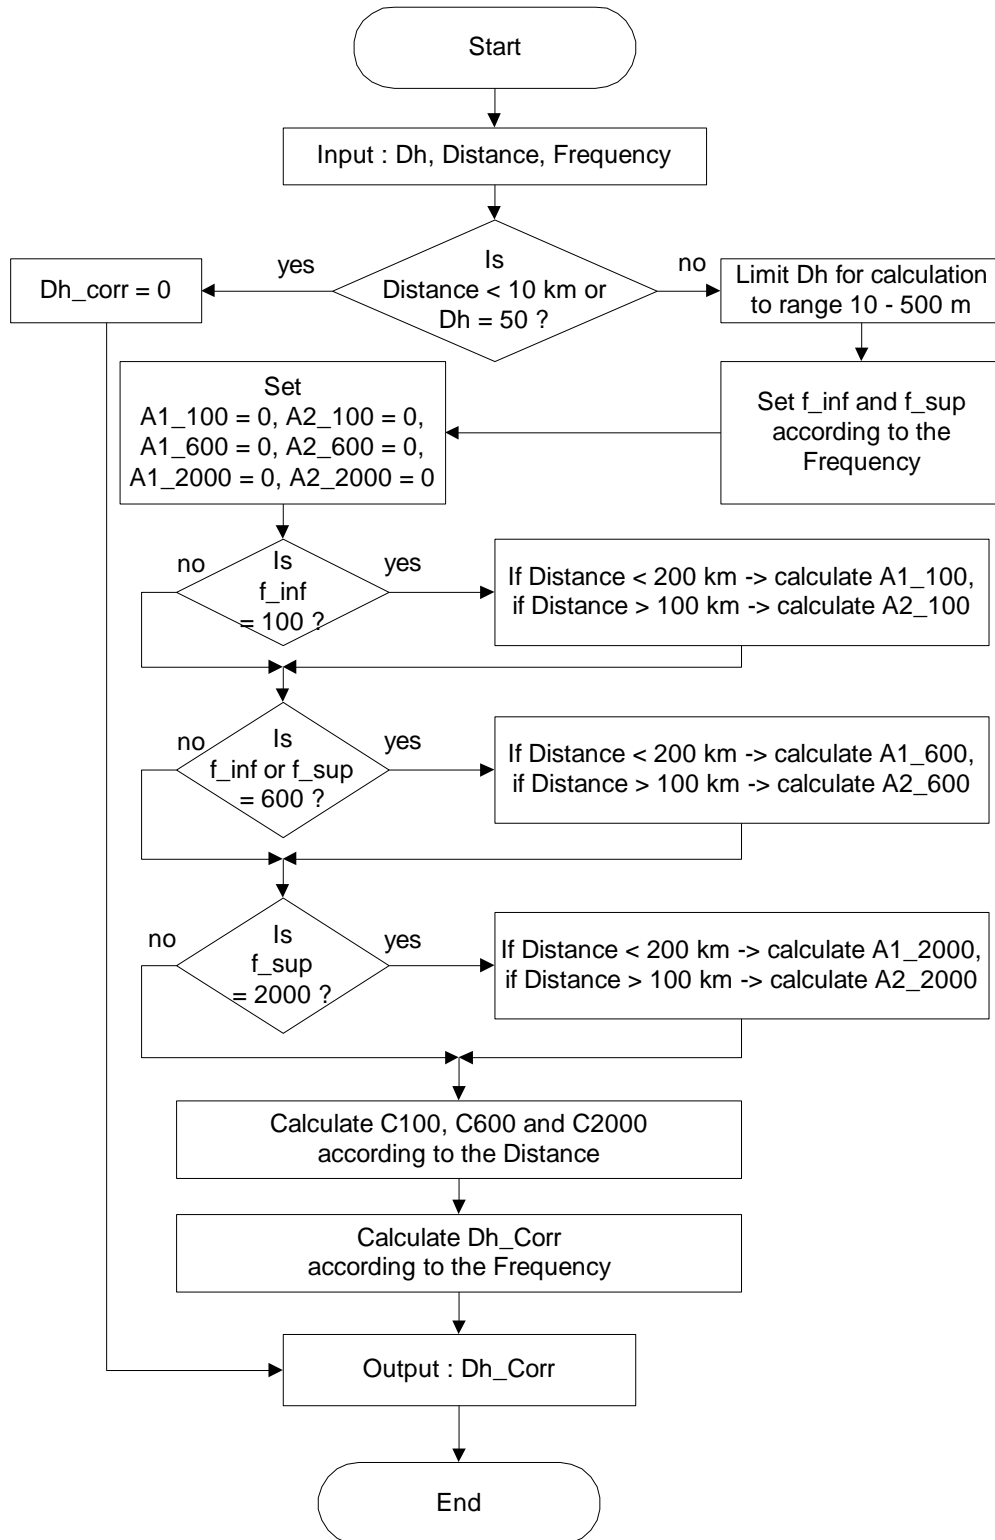 Start
Input : Dh, Distance, Frequency
Is
Distance < 10 km or
Dh = 50 ?
yes
no
Dh_corr = 0
Limit Dh for calculation
to range 10 - 500 m
Set f_inf and f_sup
according to the
Frequency
Set
A1_100 = 0, A2_100 = 0,
A1_600 = 0, A2_600 = 0,
A1_2000 = 0, A2_2000 = 0
no
Is
f_inf
= 100 ?
yes
If Distance < 200 km -> calculate A1_100,
if Distance > 100 km -> calculate A2_100
no
Is
f_inf or f_sup
= 600 ?
yes
If Distance < 200 km -> calculate A1_600,
if Distance > 100 km -> calculate A2_600
no
Is
f_sup
= 2000 ?
yes
If Distance < 200 km -> calculate A1_2000,
if Distance > 100 km -> calculate A2_2000
Calculate C100, C600 and C2000
according to the Distance
Calculate Dh_Corr
according to the Frequency
Output : Dh_Corr
End